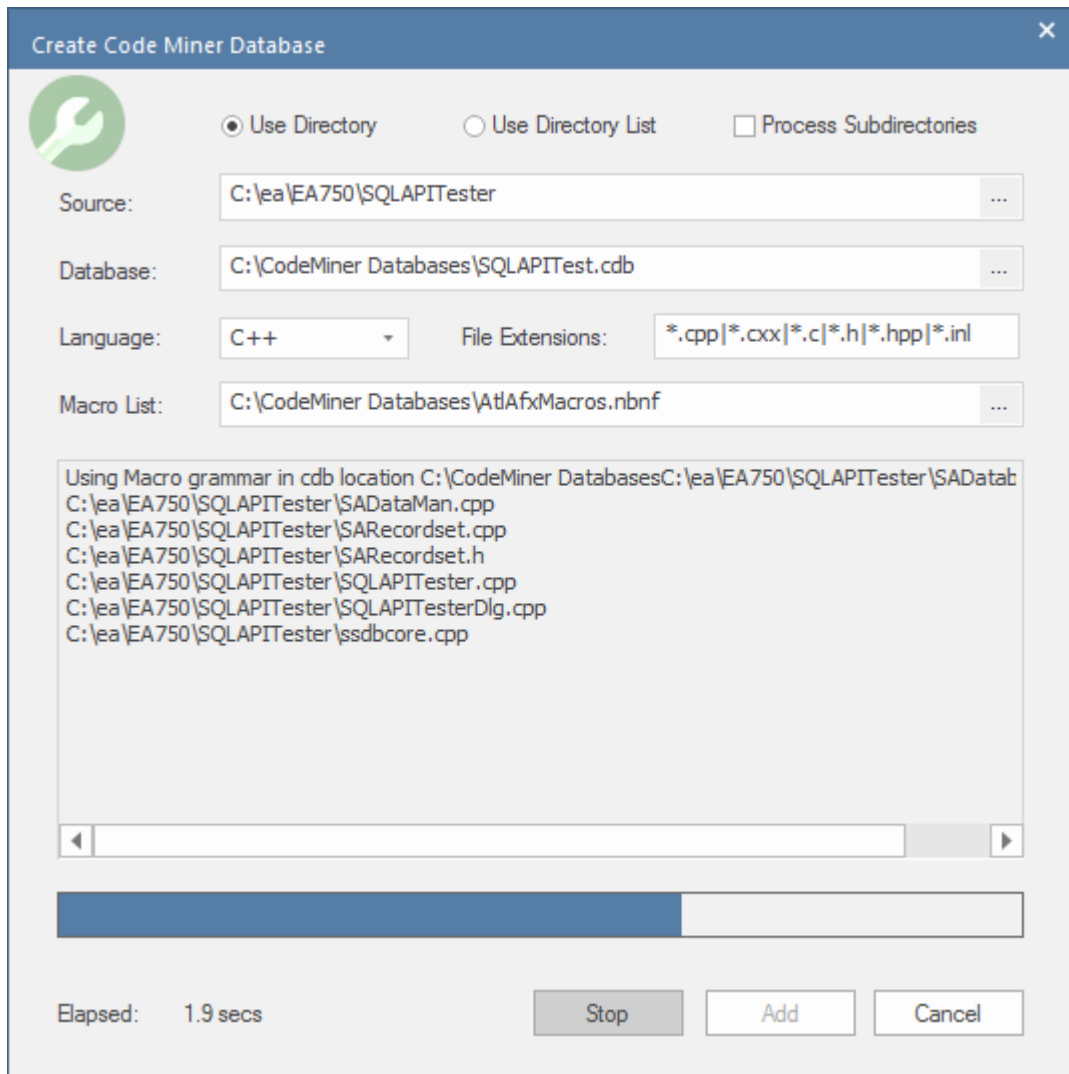 Create Code Miner Database
Use Directory Use Directory List Process Subdirectories
Source: C:\ea\EA750\SQLAPITester ...
Database: C:\CodeMiner Databases\SQLAPITest.cdb ...
Language: C++ File Extensions: *.cpp|*.cxx|*.c|*.h|*.hpp|*.inl
Macro List: C:\CodeMiner Databases\AtlAfxMacros.nbnf ...
Using Macro grammar in cdb location C:\CodeMiner DatabasesC:\ea\EA750\SQLAPITester\SADatab
C:\ea\EA750\SQLAPITester\SADataMan.cpp
C:\ea\EA750\SQLAPITester\SARecordset.cpp
C:\ea\EA750\SQLAPITester\SARecordset.h
C:\ea\EA750\SQLAPITester\SQLAPITester.cpp
C:\ea\EA750\SQLAPITester\SQLAPITesterDlg.cpp
C:\ea\EA750\SQLAPITester\ssdbcore.cpp
Elapsed: 1.9 secs Stop Add Cancel